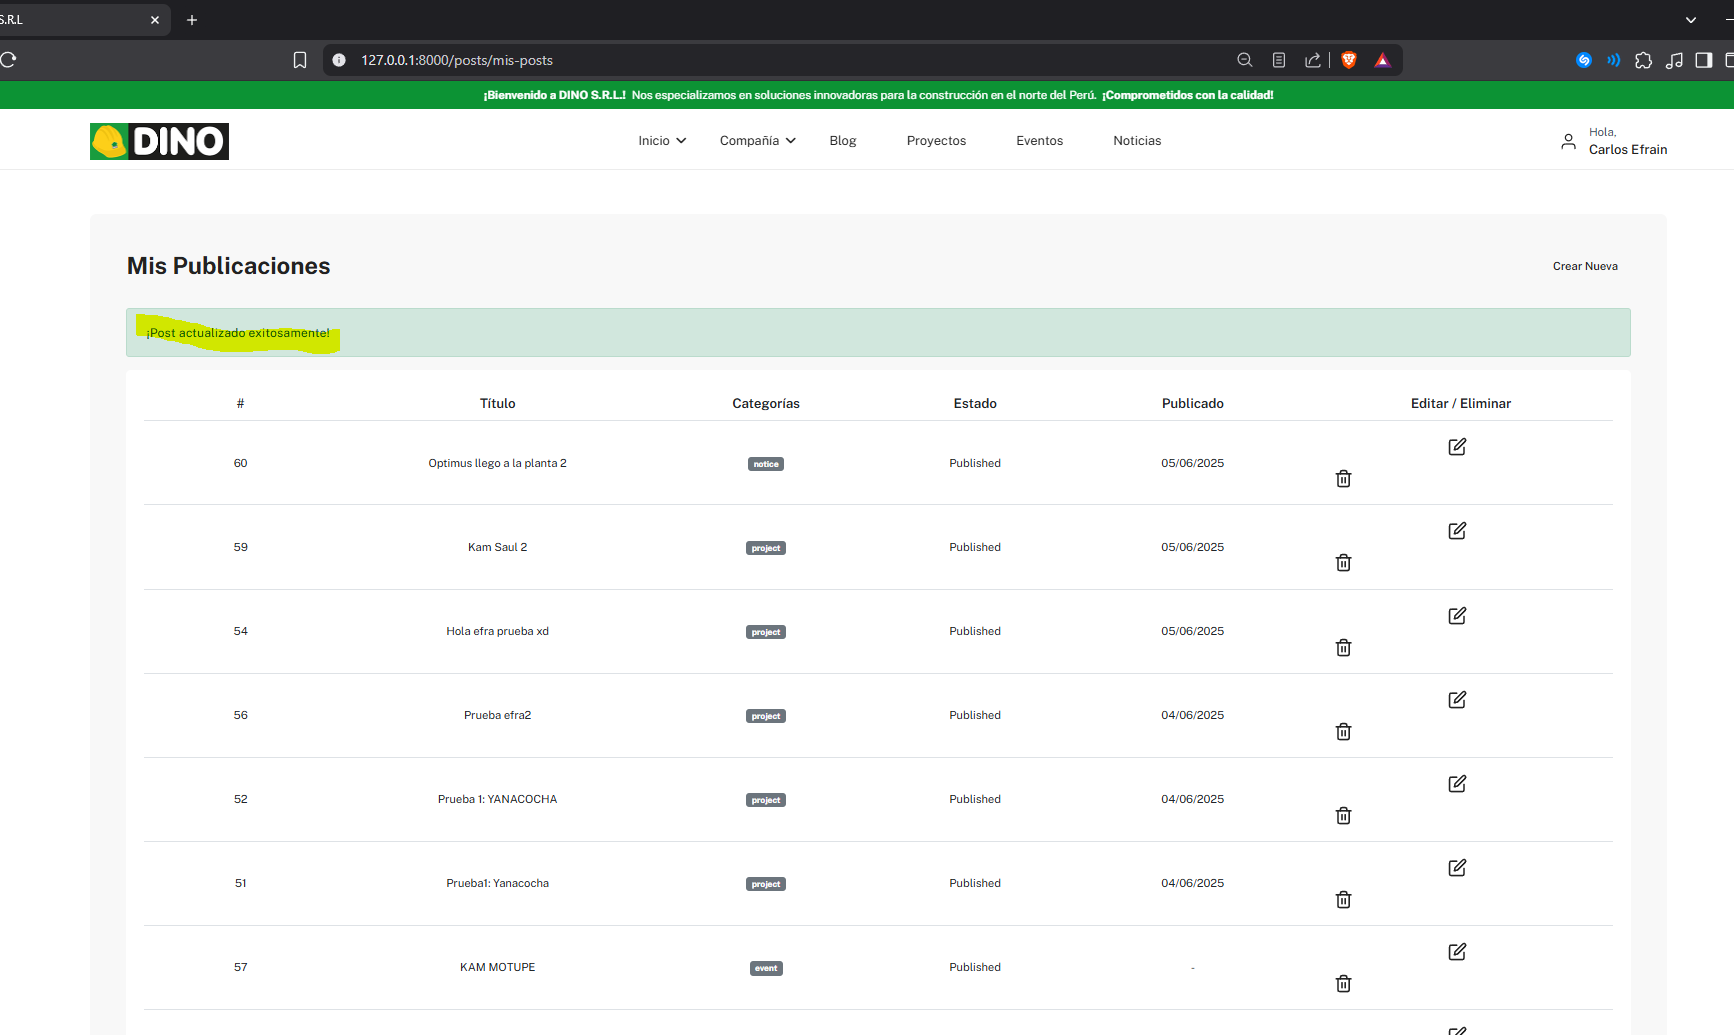 S.R.L
127.0.0.1:8000/posts/mis-posts
¡Bienvenido a DINO S.R.L.! Nos especializamos en soluciones innovadoras para la construcción en el norte del Perú. ¡Comprometidos con la calidad!
DINO
Inicio Compañía Blog Proyectos Eventos Noticias
Hola,
Carlos Efrain
Mis Publicaciones
Crear Nueva
¡Post actualizado exitosamente!
# Título Categorías Estado Publicado Editar / Eliminar
60 Optimus llego a la planta 2 notice Published 05/06/2025
59 Kam Saul 2 project Published 05/06/2025
54 Hola efra prueba xd project Published 05/06/2025
56 Prueba efra2 project Published 04/06/2025
52 Prueba 1: YANACOCHA project Published 04/06/2025
51 Prueba1: Yanacocha project Published 04/06/2025
57 KAM MOTUPE event Published -